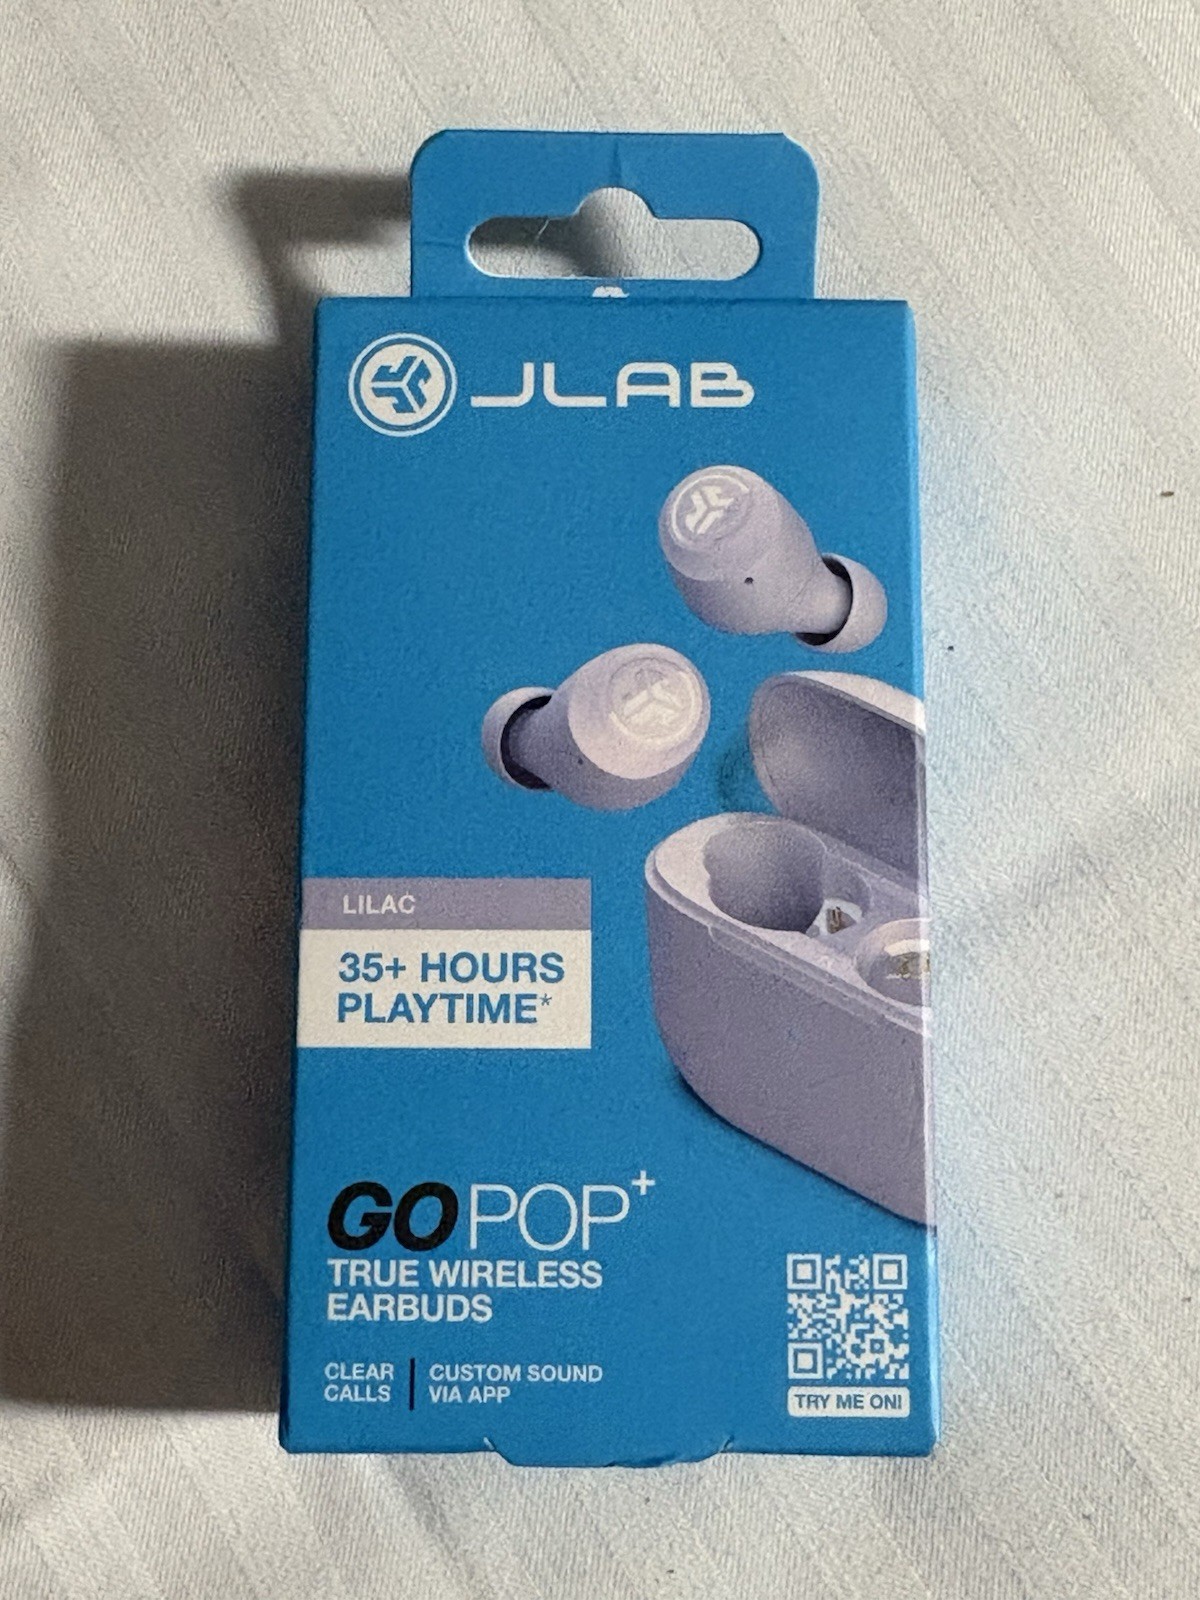 JLAB
LILAC
35+ HOURS
PLAYTIME*
GO POP+
TRUE WIRELESS
EARBUDS
CLEAR
CALLS
CUSTOM SOUND
VIA APP
TRY ME ON!